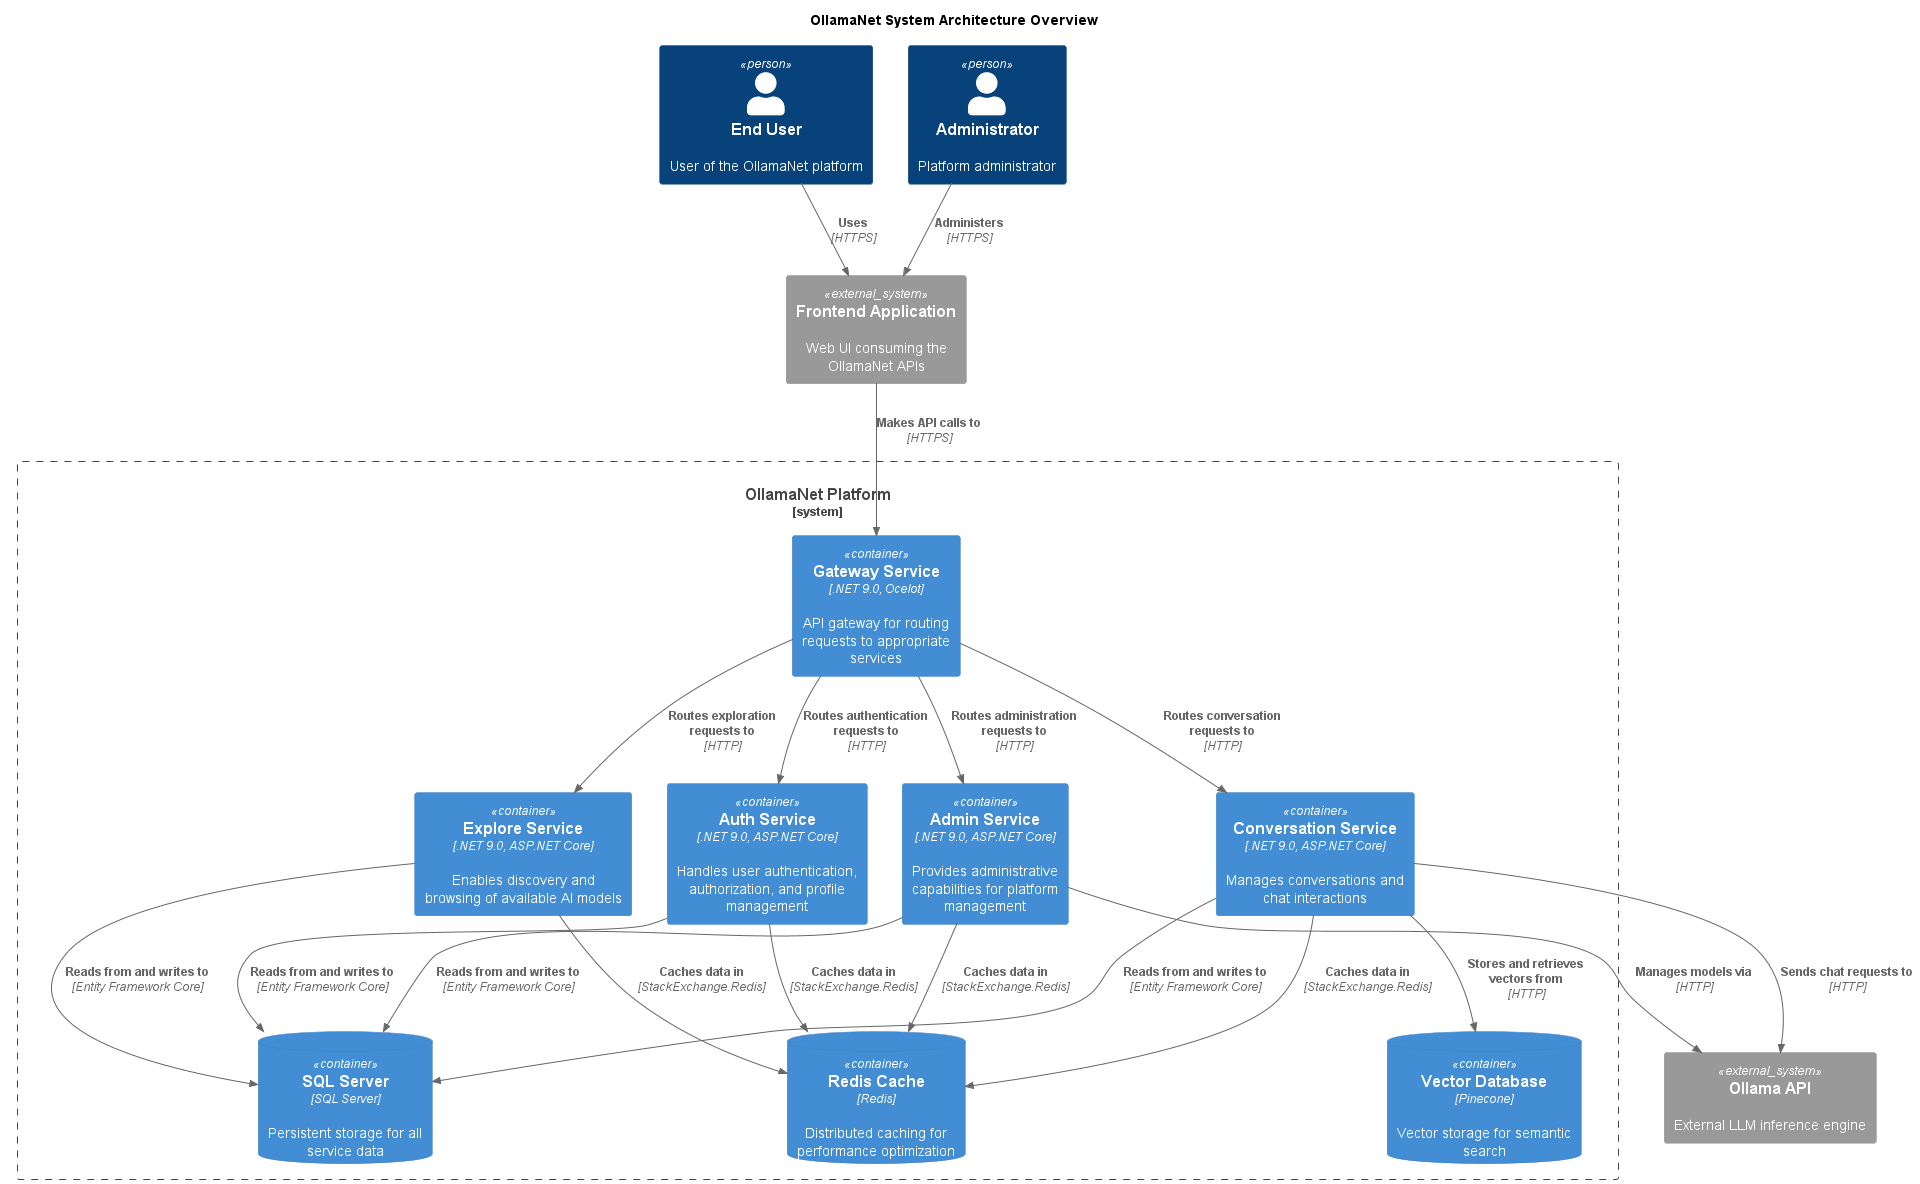 OllamaNet System Architecture Overview
«person»
End User
User of the OllamaNet platform
«person»
Administrator
Platform administrator
Uses
[HTTPS]
Administers
[HTTPS]
«external_system»
Frontend Application
Web UI consuming the
OllamaNet APIs
Makes API calls to
[HTTPS]
OllamaNet Platform
[system]
«container»
Gateway Service
[.NET 9.0, Ocelot]
API gateway for routing
requests to appropriate
services
Routes exploration
requests to
[HTTP]
Routes authentication
requests to
[HTTP]
Routes administration
requests to
[HTTP]
Routes conversation
requests to
[HTTP]
«container»
Explore Service
[.NET 9.0, ASP.NET Core]
Enables discovery and
browsing of available AI models
«container»
Auth Service
[.NET 9.0, ASP.NET Core]
Handles user authentication,
authorization, and profile
management
«container»
Admin Service
[.NET 9.0, ASP.NET Core]
Provides administrative
capabilities for platform
management
«container»
Conversation Service
[.NET 9.0, ASP.NET Core]
Manages conversations and
chat interactions
Reads from and writes to
[Entity Framework Core]
Reads from and writes to
[Entity Framework Core]
Reads from and writes to
[Entity Framework Core]
Caches data in
[StackExchange.Redis]
Caches data in
[StackExchange.Redis]
Caches data in
[StackExchange.Redis]
Reads from and writes to
[Entity Framework Core]
Caches data in
[StackExchange.Redis]
Stores and retrieves
vectors from
[HTTP]
Manages models via
[HTTP]
Sends chat requests to
[HTTP]
«container»
SQL Server
[SQL Server]
Persistent storage for all
service data
«container»
Redis Cache
[Redis]
Distributed caching for
performance optimization
«container»
Vector Database
[Pinecone]
Vector storage for semantic
search
«external_system»
Ollama API
External LLM inference engine